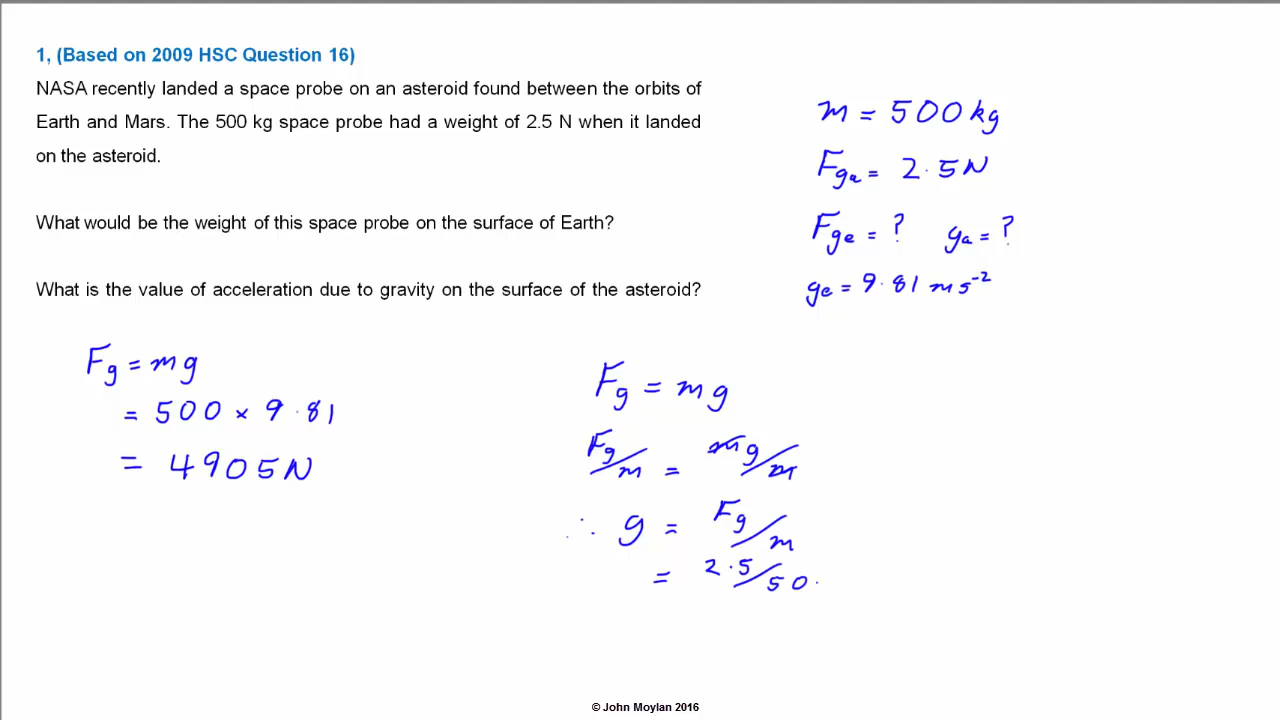 1, (Based on 2009 HSC Question 16)
NASA recently landed a space probe on an asteroid found between the orbits of
Earth and Mars. The 500 kg space probe had a weight of 2.5 N when it landed
on the asteroid.
What would be the weight of this space probe on the surface of Earth?
What is the value of acceleration due to gravity on the surface of the asteroid?
m = 500 kg
Fga = 2.5 N
Fge = ? ga = ?
ge = 9.81 ms⁻²
Fg = mg
= 500 × 9.81
= 4905 N
Fg = mg
Fg/m = mg/m
∴ g = Fg/m
= 2.5/50
© John Moylan 2016